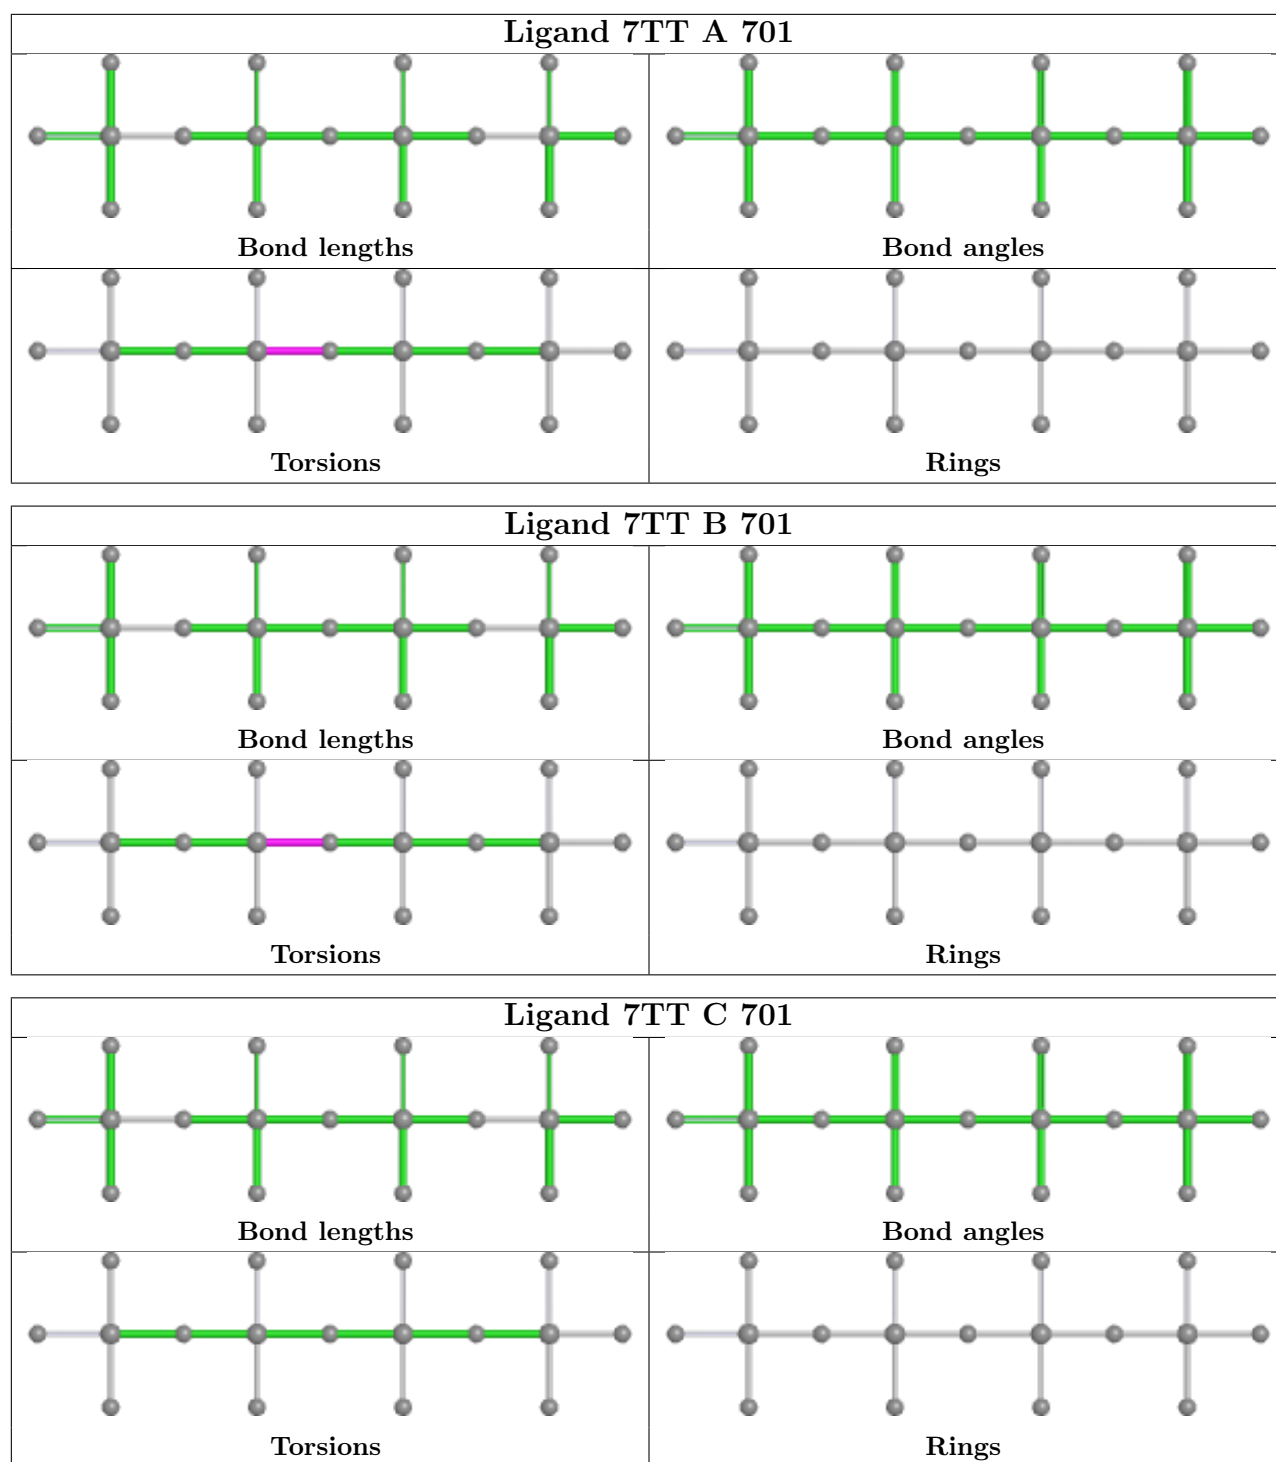 Ligand 7TT A 701
Bond lengths
Bond angles
Torsions
Rings
Ligand 7TT B 701
Bond lengths
Bond angles
Torsions
Rings
Ligand 7TT C 701
Bond lengths
Bond angles
Torsions
Rings